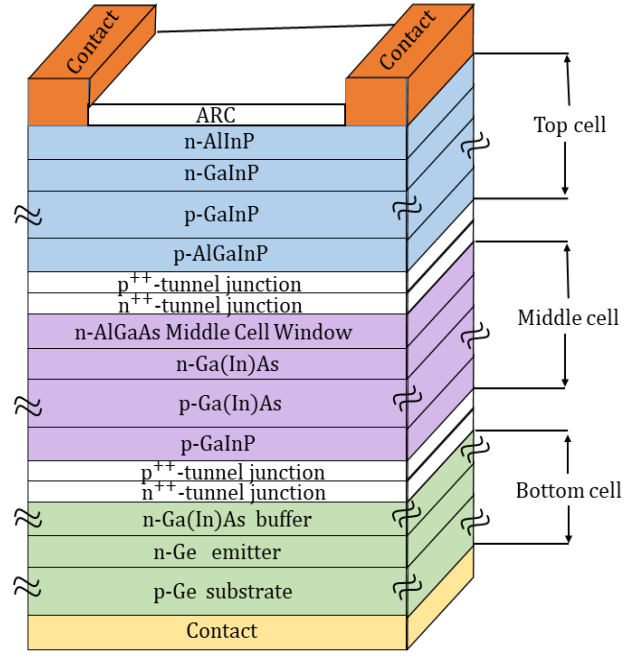 Contact
Contact
ARC
n-AlInP
n-GaInP
p-GaInP
p-AlGaInP
p++-tunnel junction
n++-tunnel junction
n-AlGaAs Middle Cell Window
n-Ga(In)As
p-Ga(In)As
p-GaInP
p++-tunnel junction
n++-tunnel junction
n-Ga(In)As buffer
n-Ge emitter
p-Ge substrate
Contact
Top cell
Middle cell
Bottom cell